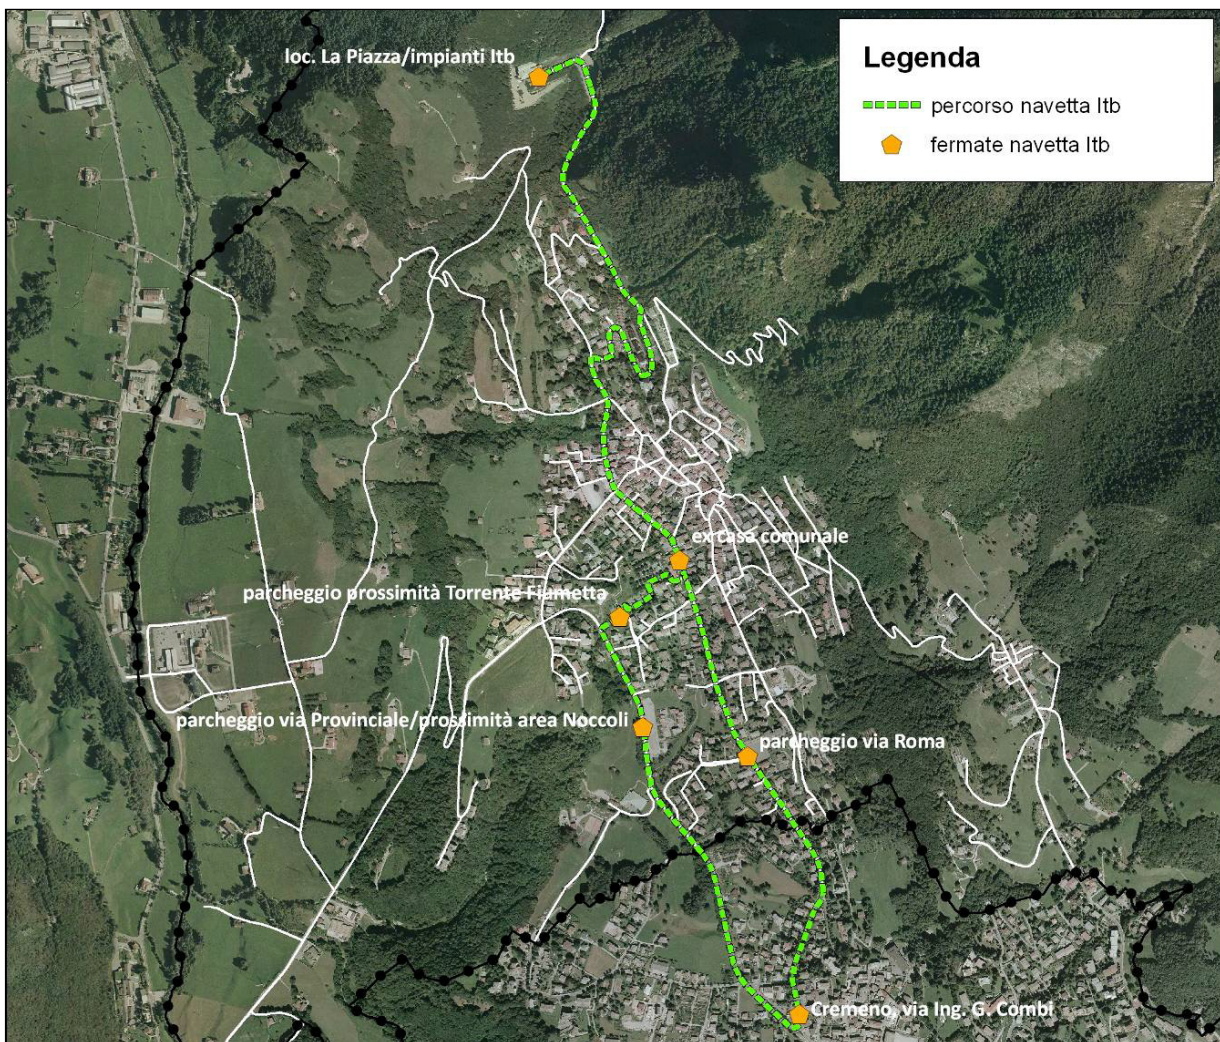 loc. La Piazza/impianti Itb
Legenda
percorso navetta Itb
fermate navetta Itb
ex casa comunale
parcheggio prossimità Torrente Fiumetta
parcheggio via Provinciale/prossimità area Noccoli
parcheggio via Roma
Cremeno, via Ing. G. Combi